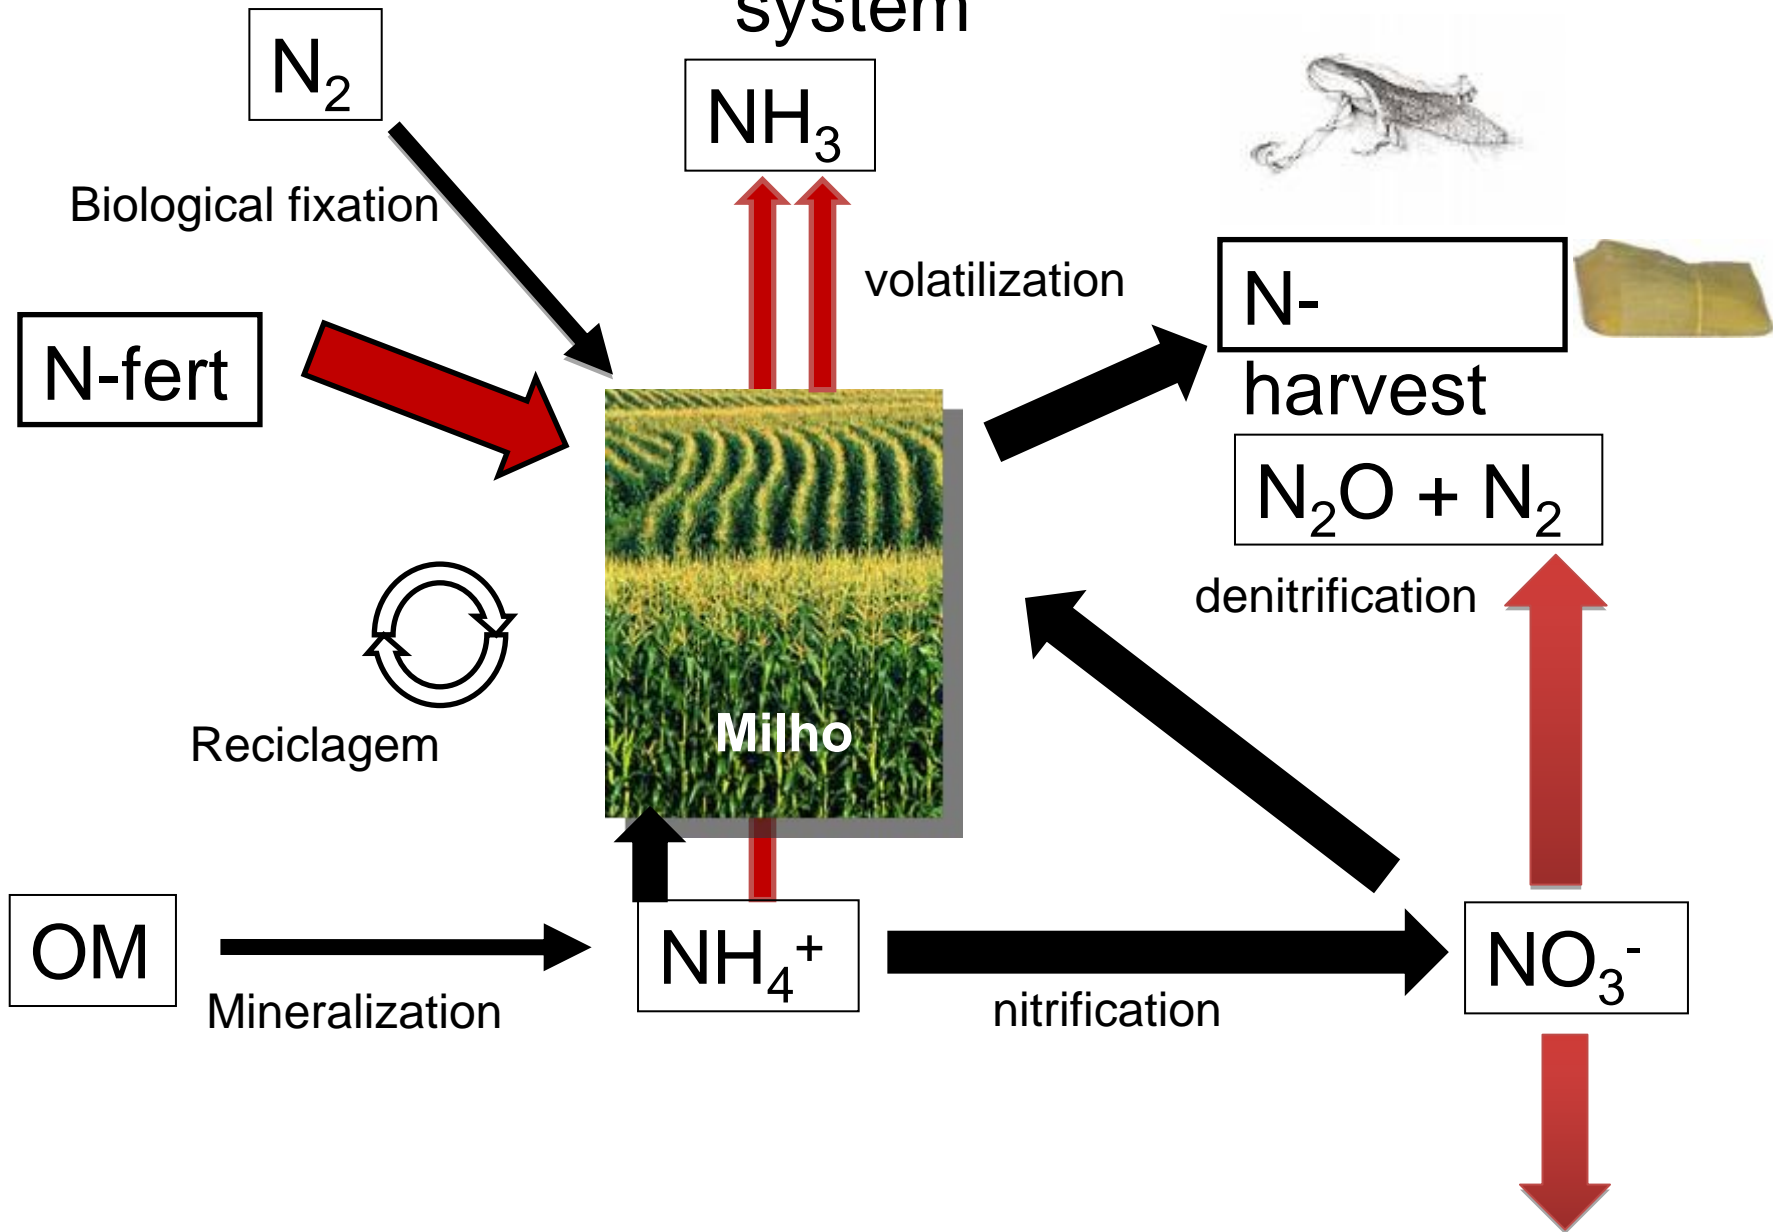 system
N₂
NH₃
Biological fixation
volatilization
N-
harvest
N-fert
N₂O + N₂
denitrification
Milho
Reciclagem
OM
NH₄⁺
NO₃⁻
Mineralization
nitrification